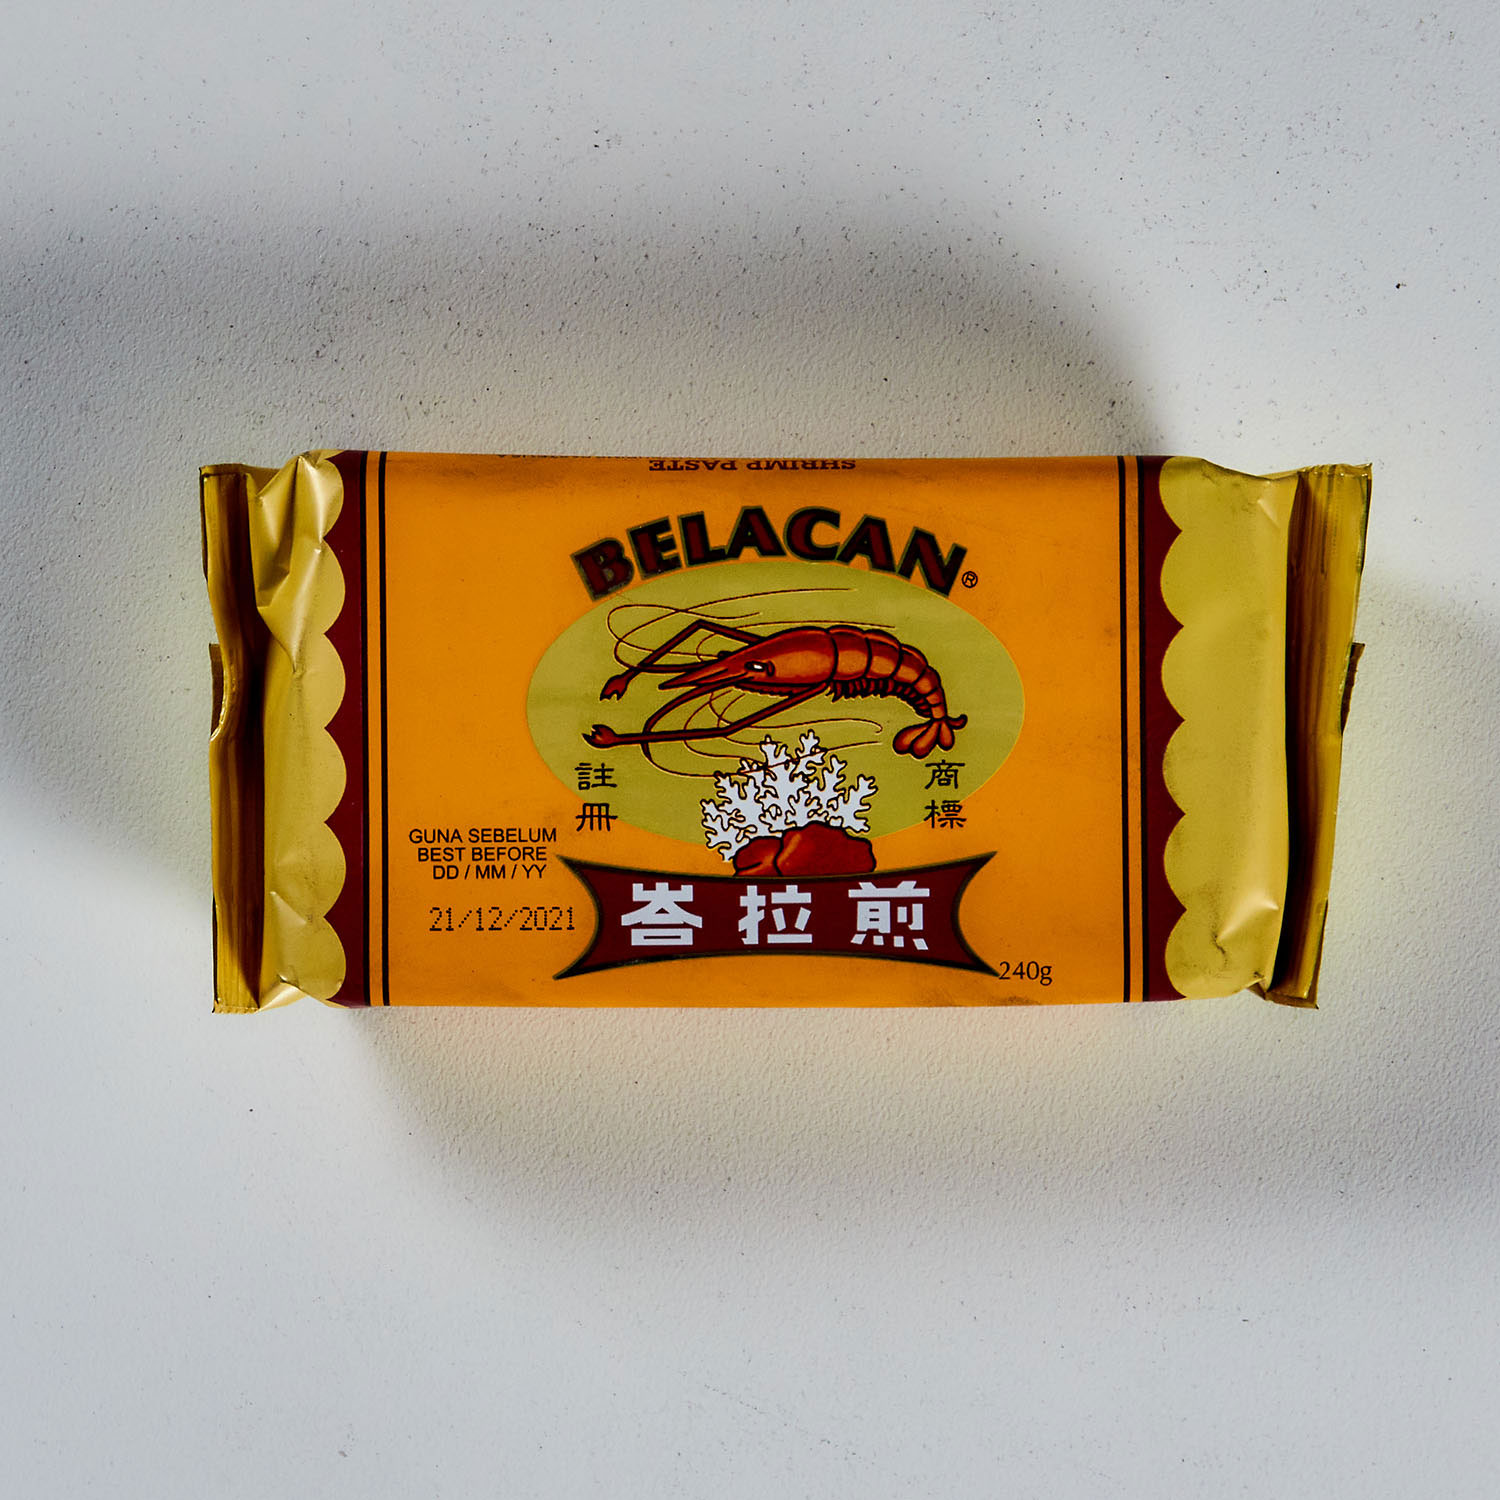 SHRIMP PASTE
BELACAN®
註冊
商標
GUNA SEBELUM
BEST BEFORE
DD / MM / YY
21/12/2021
峇拉煎
240g